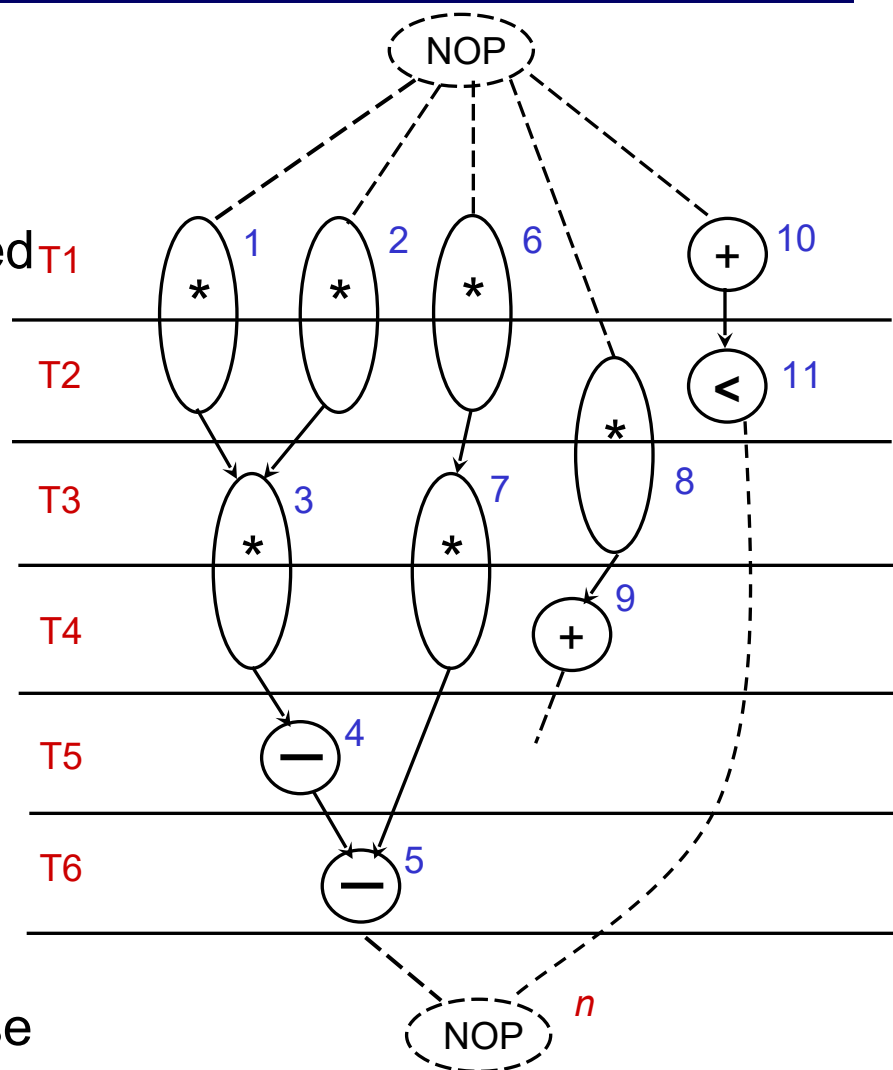 NOP
1 2 6 10
T1 * * * +
T2 < 11
* 8
T3 3 7
* *
9
T4 +
T5 — 4
T6 — 5
n
NOP